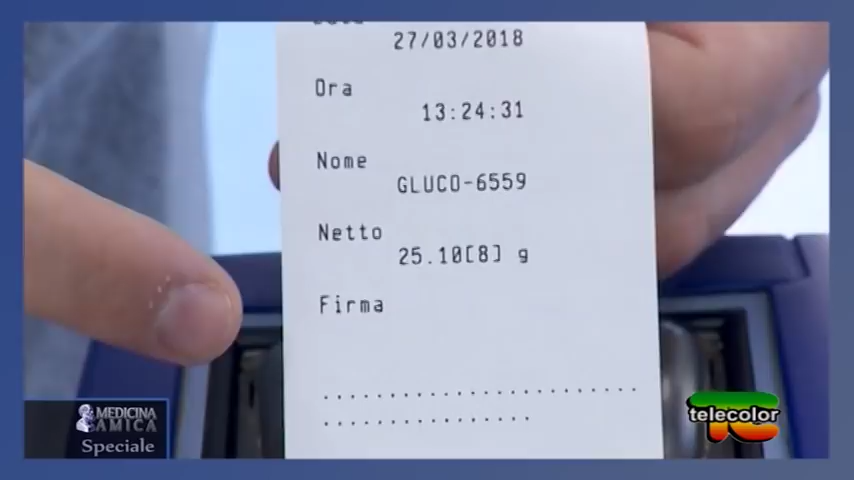 27/03/2018
Ora
13:24:31
Nome
GLUCO-6559
Netto
25.10[8] g
Firma
MEDICINA
AMICA
Speciale
telecolor